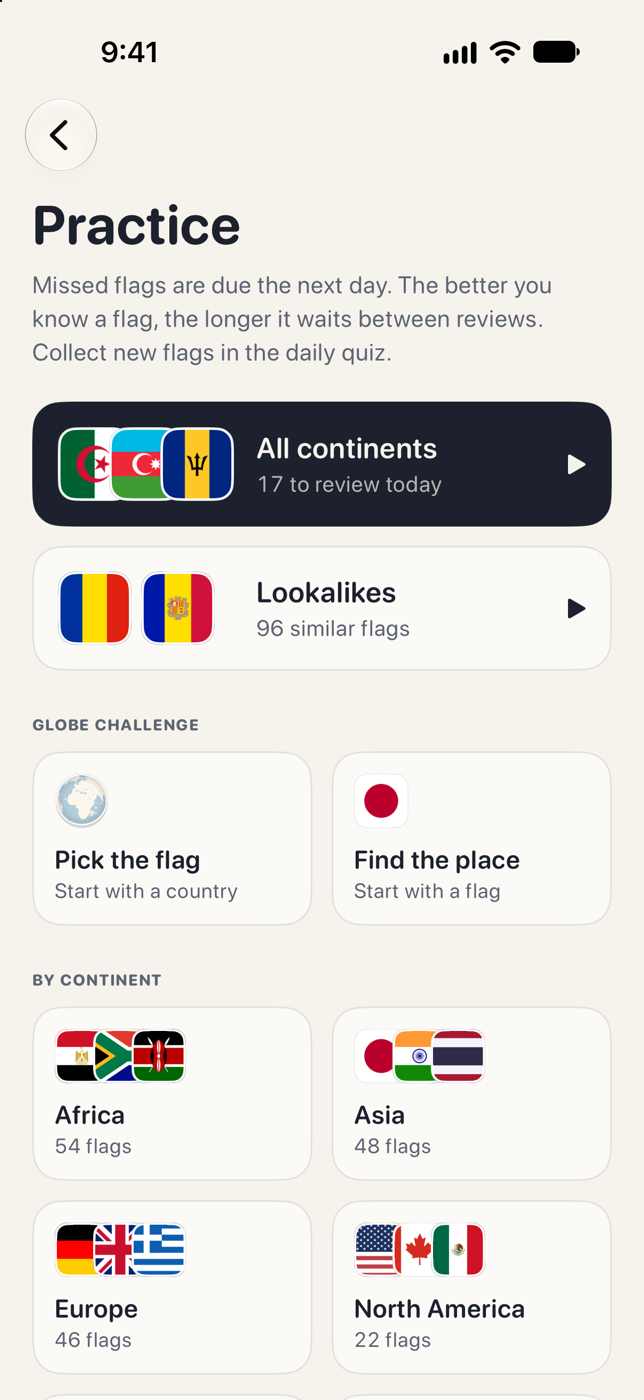 9:41
Practice
Missed flags are due the next day. The better you
know a flag, the longer it waits between reviews.
Collect new flags in the daily quiz.
All continents
17 to review today
Lookalikes
96 similar flags
GLOBE CHALLENGE
Pick the flag
Start with a country
Find the place
Start with a flag
BY CONTINENT
Africa
54 flags
Asia
48 flags
Europe
46 flags
North America
22 flags